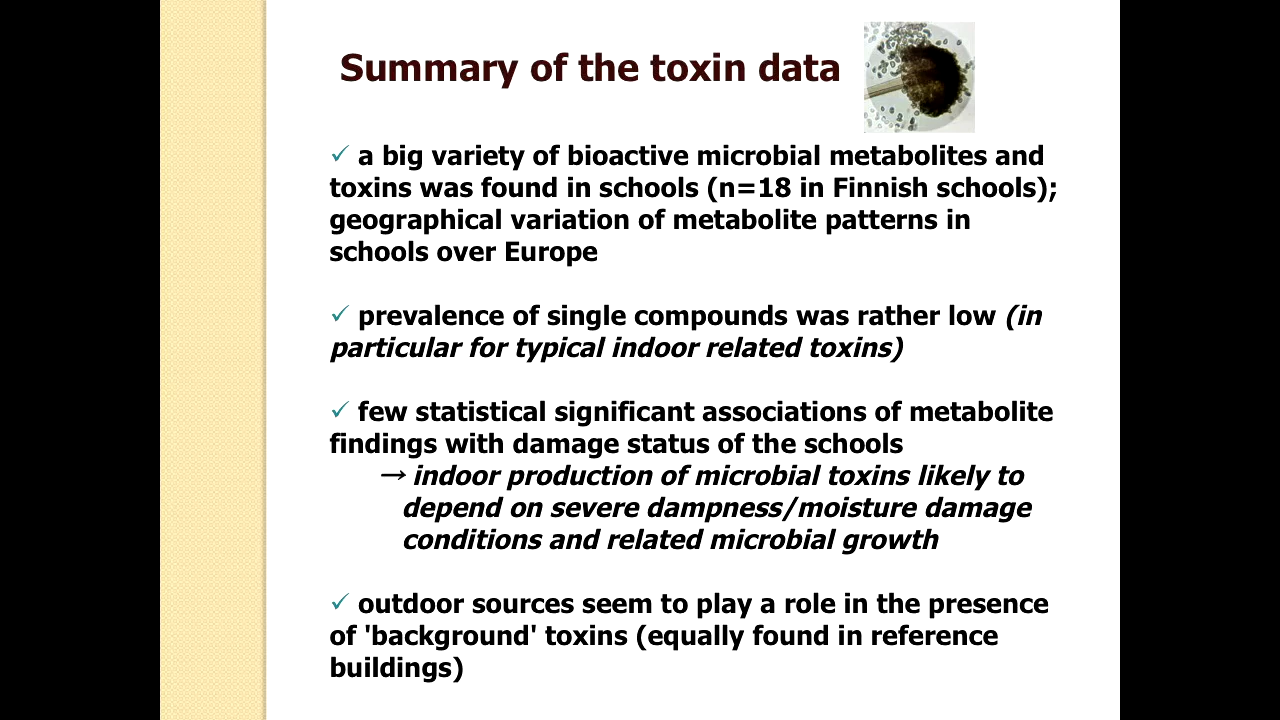 Summary of the toxin data
✓ a big variety of bioactive microbial metabolites and
toxins was found in schools (n=18 in Finnish schools);
geographical variation of metabolite patterns in
schools over Europe
✓ prevalence of single compounds was rather low (in
particular for typical indoor related toxins)
✓ few statistical significant associations of metabolite
findings with damage status of the schools
→ indoor production of microbial toxins likely to
depend on severe dampness/moisture damage
conditions and related microbial growth
✓ outdoor sources seem to play a role in the presence
of 'background' toxins (equally found in reference
buildings)